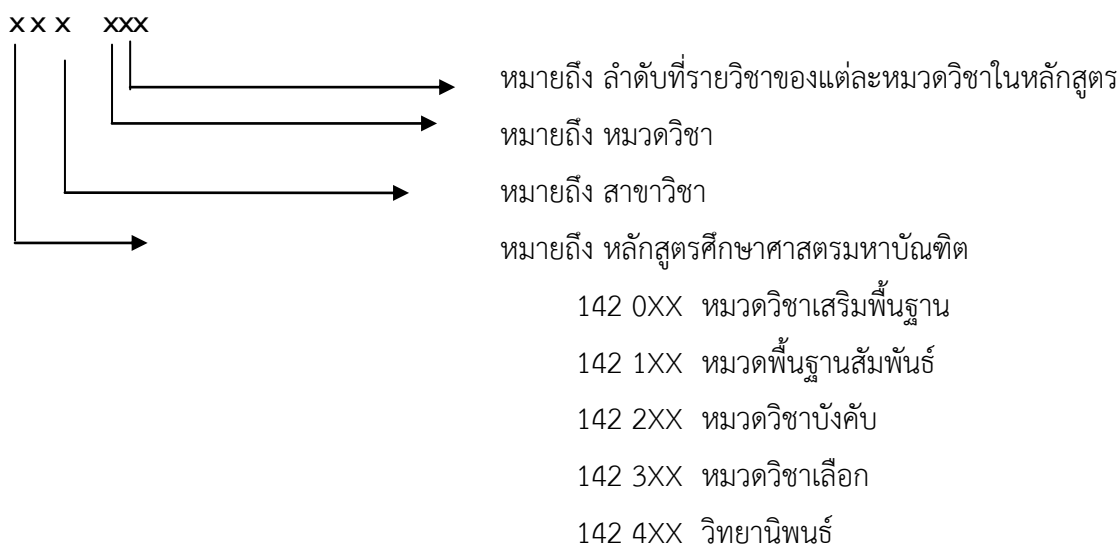 x x x xxx
หมายถึง ลำดับที่รายวิชาของแต่ละหมวดวิชาในหลักสูตร
หมายถึง หมวดวิชา
หมายถึง สาขาวิชา
หมายถึง หลักสูตรศึกษาศาสตรมหาบัณฑิต
142 0XX หมวดวิชาเสริมพื้นฐาน
142 1XX หมวดพื้นฐานสัมพันธ์
142 2XX หมวดวิชาบังคับ
142 3XX หมวดวิชาเลือก
142 4XX วิทยานิพนธ์